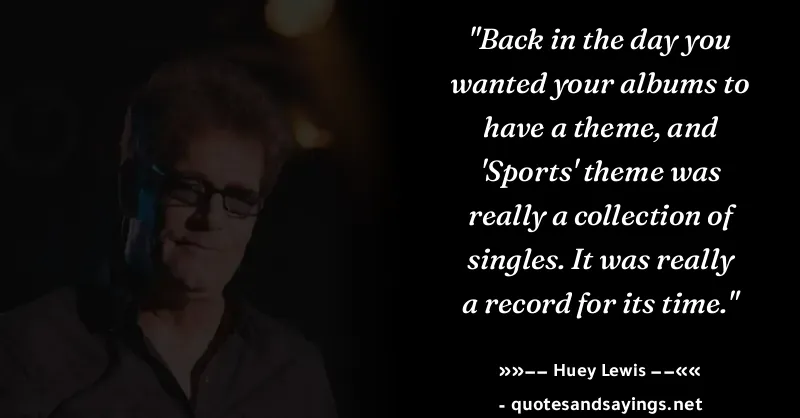 "Back in the day you
wanted your albums to
have a theme, and
'Sports' theme was
really a collection of
singles. It was really
a record for its time."
»»−− Huey Lewis −−««
- quotesandsayings.net